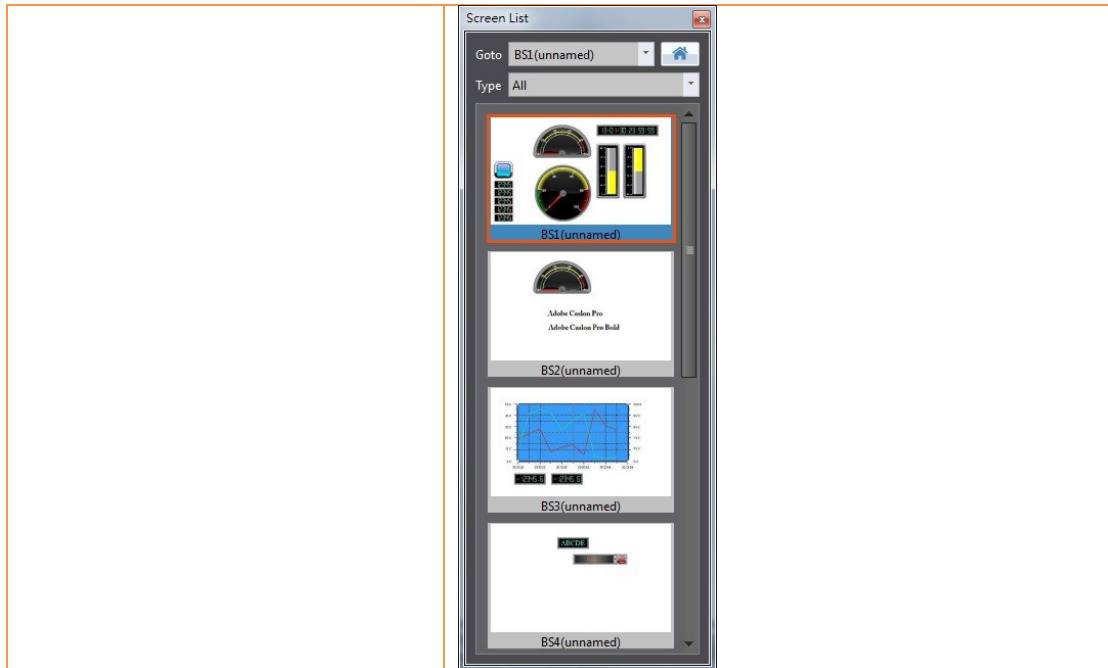 Screen List
Goto BS1(unnamed)
Type All
BS1(unnamed)
Adobe Caslon Pro
Adobe Caslon Pro Bold
BS2(unnamed)
BS3(unnamed)
ABCDE
BS4(unnamed)